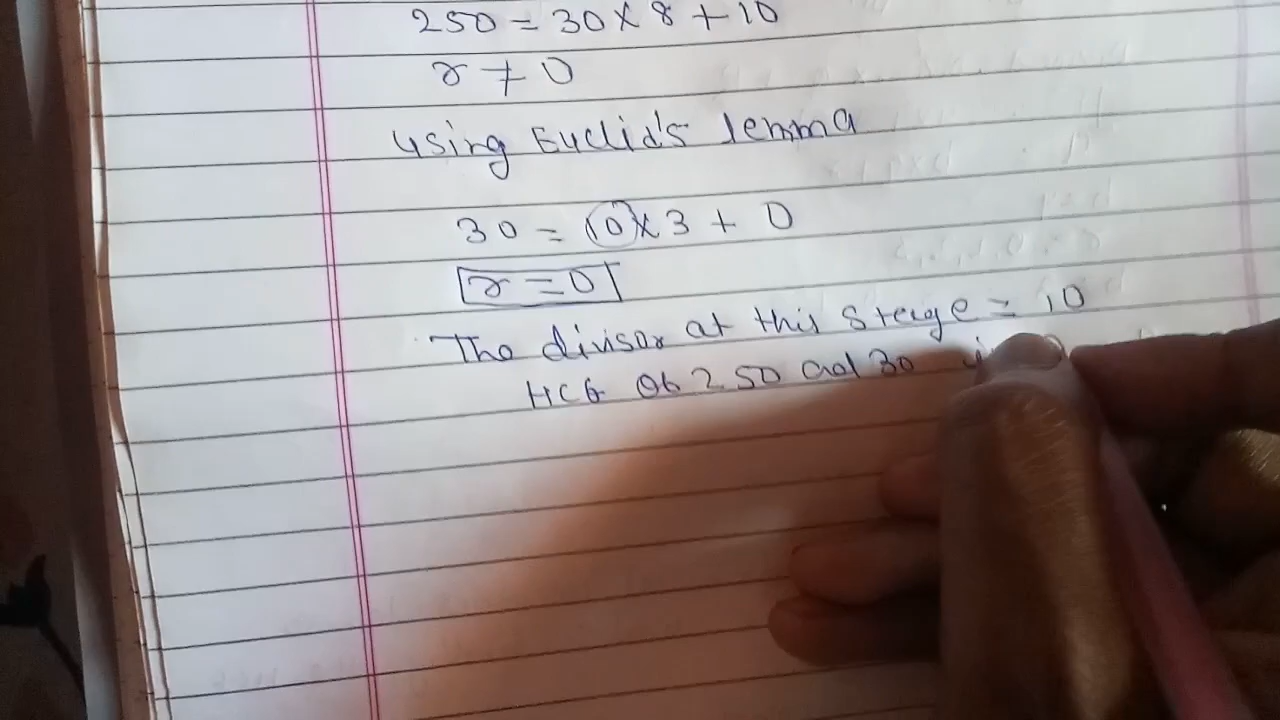 250 = 30 × 8 + 10
r ≠ 0
Using Euclid's lemma
30 = 10 × 3 + 0
r = 0
The divisor at this stage = 10
HCF of 250 and 30